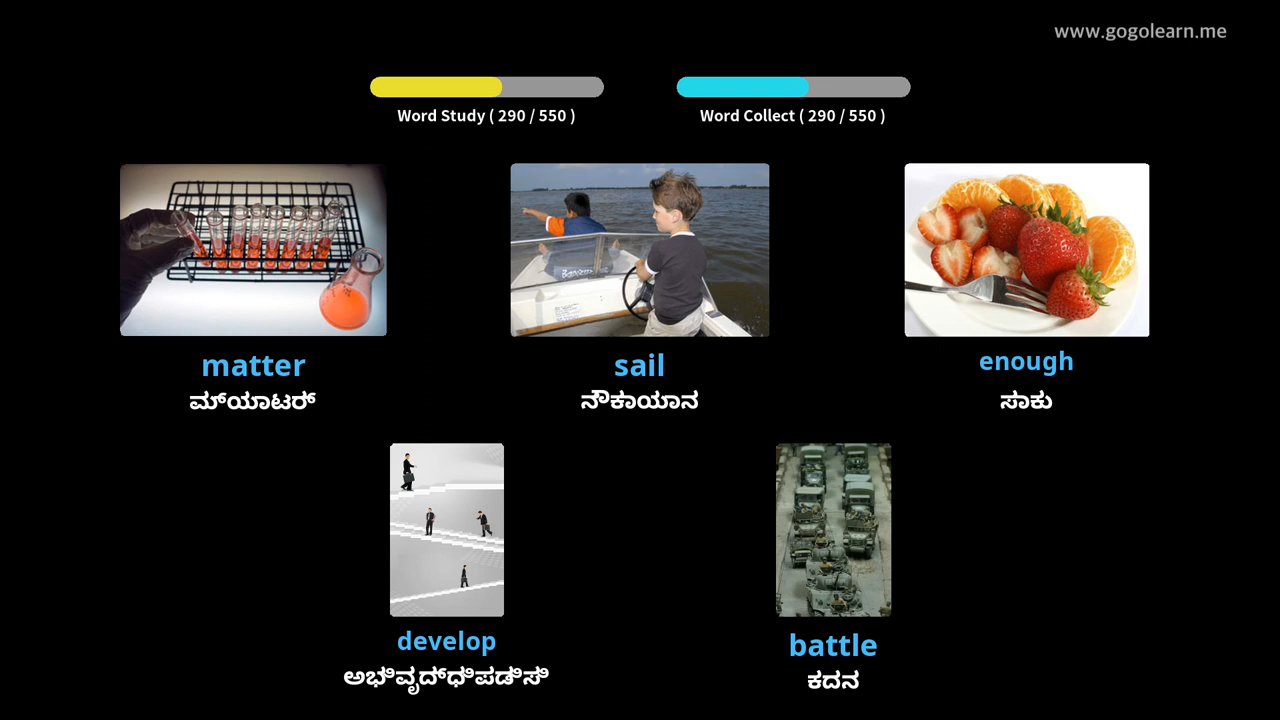 www.gogolearn.me
Word Study ( 290 / 550 )
Word Collect ( 290 / 550 )
matter
ಮ್‌ಯಾಟರ್
sail
ನೌಕಾಯಾನ
enough
ಸಾಕು
develop
ಅಭಿವೃದ್‌ಧಿಪಡಿಸಿ
battle
ಕದನ